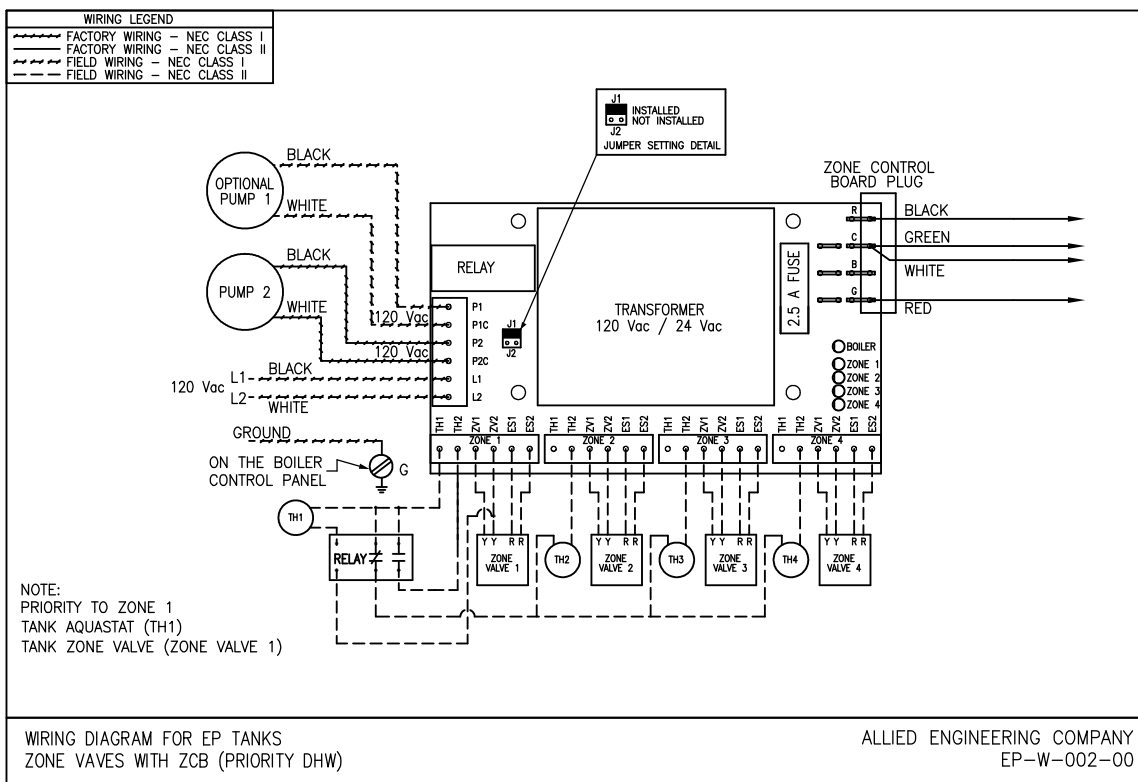 WIRING LEGEND
FACTORY WIRING – NEC CLASS I
FACTORY WIRING – NEC CLASS II
FIELD WIRING – NEC CLASS I
FIELD WIRING – NEC CLASS II
J1
INSTALLED
NOT INSTALLED
J2
JUMPER SETTING DETAIL
OPTIONAL
PUMP 1
BLACK
WHITE
PUMP 2
BLACK
WHITE
120 Vac
120 Vac
120 Vac
L1
BLACK
L2
WHITE
GROUND
ON THE BOILER
CONTROL PANEL
G
RELAY
P1
P1C
P2
P2C
L1
L2
J1
J2
TRANSFORMER
120 Vac / 24 Vac
2.5 A FUSE
ZONE CONTROL
BOARD PLUG
R
BLACK
C
GREEN
B
WHITE
G
RED
BOILER
ZONE 1
ZONE 2
ZONE 3
ZONE 4
TH1 TH2 ZV1 ZV2 ES1 ES2
ZONE 1
TH1 TH2 ZV1 ZV2 ES1 ES2
ZONE 2
TH1 TH2 ZV1 ZV2 ES1 ES2
ZONE 3
TH1 TH2 ZV1 ZV2 ES1 ES2
ZONE 4
TH1
RELAY
Y Y R R
ZONE
VALVE 1
TH2
Y Y R R
ZONE
VALVE 2
TH3
Y Y R R
ZONE
VALVE 3
TH4
Y Y R R
ZONE
VALVE 4
NOTE:
PRIORITY TO ZONE 1
TANK AQUASTAT (TH1)
TANK ZONE VALVE (ZONE VALVE 1)
WIRING DIAGRAM FOR EP TANKS
ZONE VAVES WITH ZCB (PRIORITY DHW)
ALLIED ENGINEERING COMPANY
EP-W-002-00